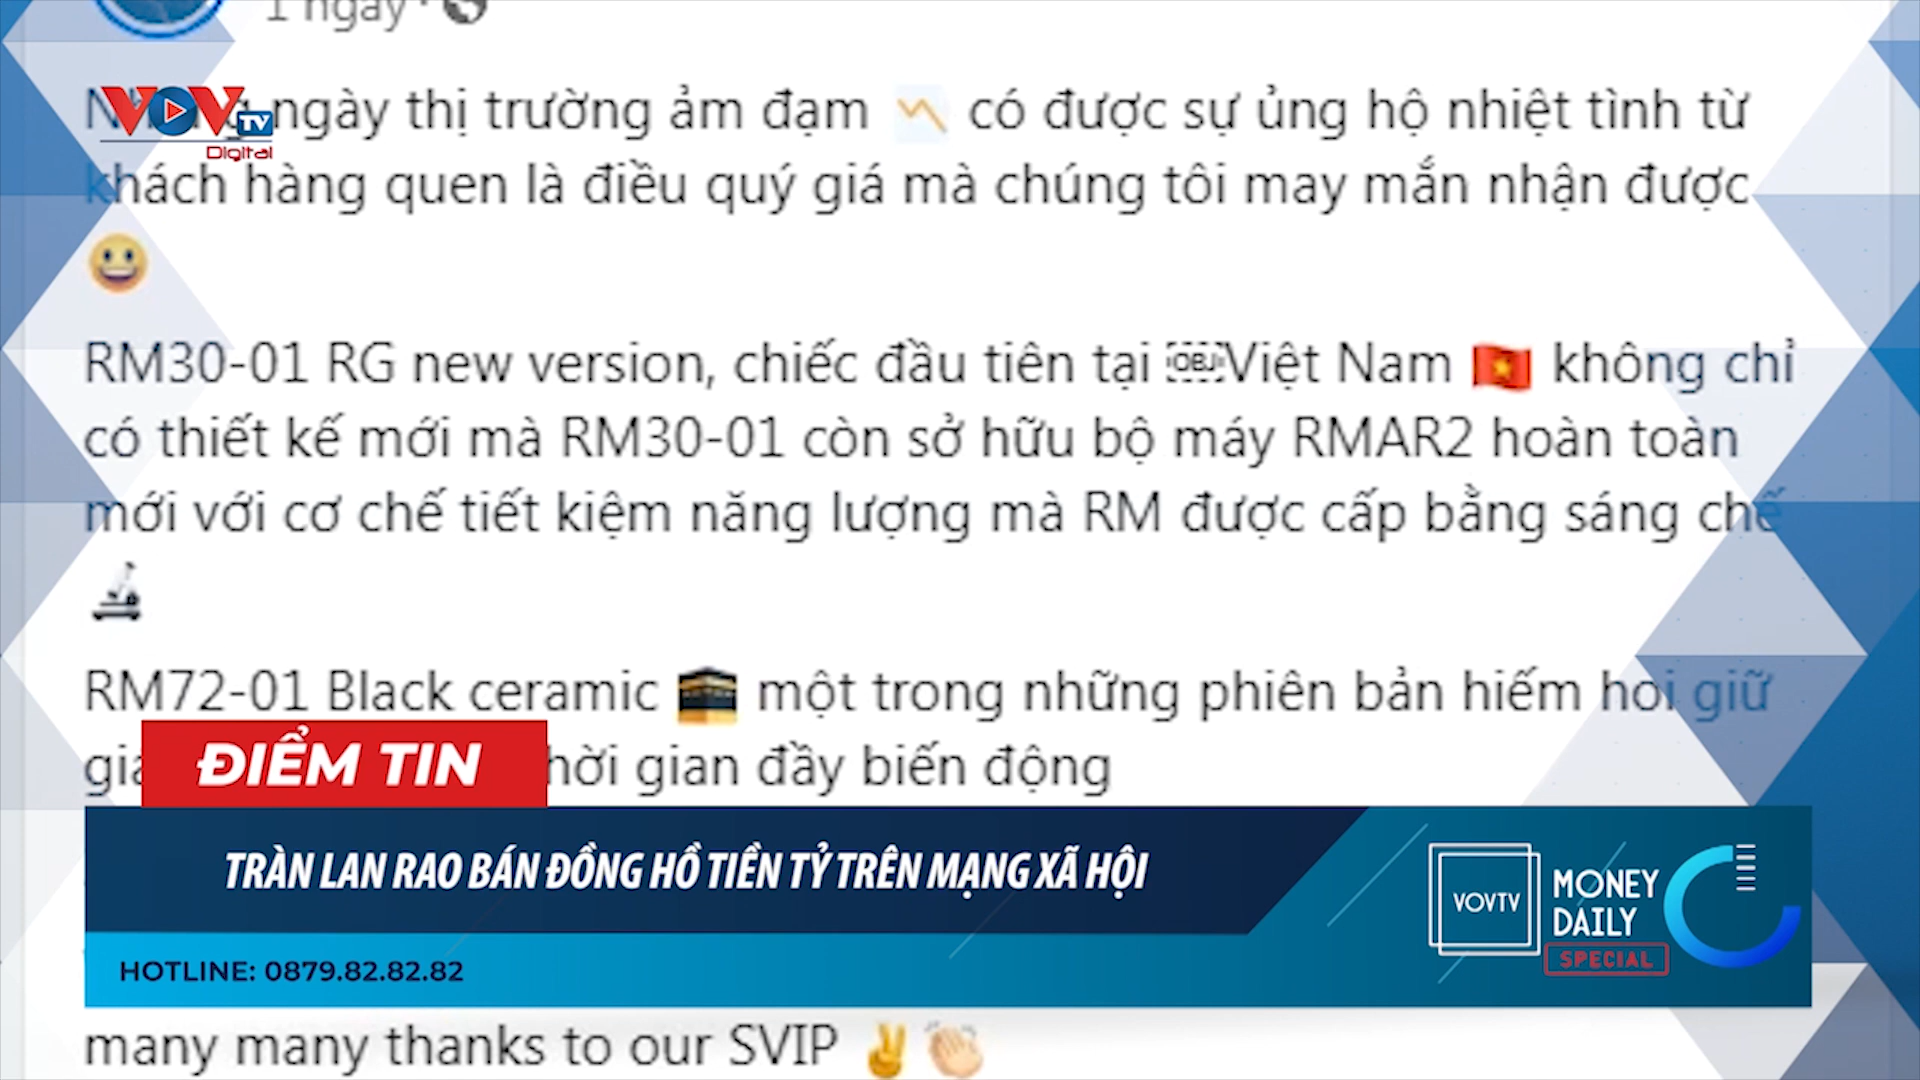 1 ngày ·
ngày thị trường ảm đạm 📉 có được sự ủng hộ nhiệt tình từ
khách hàng quen là điều quý giá mà chúng tôi may mắn nhận được
😀
RM30-01 RG new version, chiếc đầu tiên tại OBJ Việt Nam 🇻🇳 không chỉ
có thiết kế mới mà RM30-01 còn sở hữu bộ máy RMAR2 hoàn toàn
mới với cơ chế tiết kiệm năng lượng mà RM được cấp bằng sáng chế
RM72-01 Black ceramic 🕋 một trong những phiên bản hiếm hoi giữ
gian đầy biến động
many many thanks to our SVIP ✌👏
VOV TV
Digital
ĐIỂM TIN
TRÀN LAN RAO BÁN ĐỒNG HỒ TIỀN TỶ TRÊN MẠNG XÃ HỘI
HOTLINE: 0879.82.82.82
VOVTV
MONEY
DAILY
SPECIAL